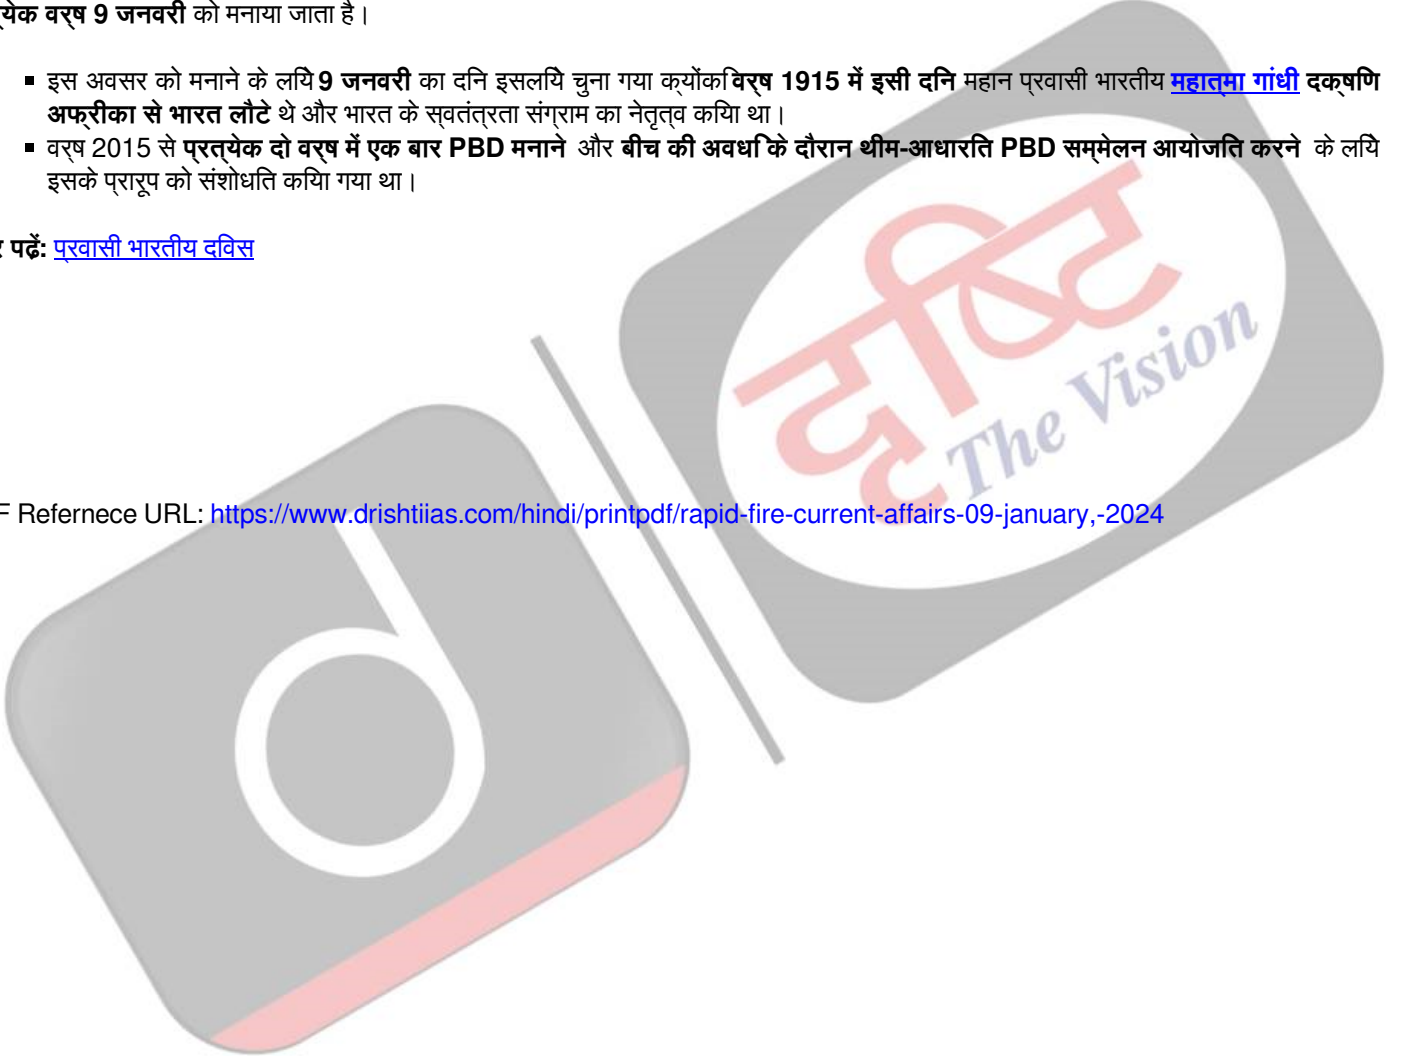 येक वर्ष 9 जनवरी को मनाया जाता है।
▪ इस अवसर को मनाने के लिये 9 जनवरी का दिन इसलिये चुना गया क्योंकि वर्ष 1915 में इसी दिन महान प्रवासी भारतीय महात्मा गांधी दक्षिण
अफ्रीका से भारत लौटे थे और भारत के स्वतंत्रता संग्राम का नेतृत्व किया था।
▪ वर्ष 2015 से प्रत्येक दो वर्ष में एक बार PBD मनाने और बीच की अवधि के दौरान थीम-आधारित PBD सम्मेलन आयोजित करने के लिये
इसके प्रारूप को संशोधित किया गया था।
पढ़ें: प्रवासी भारतीय दिवस
दृष्टि
The Vision
F Refernece URL: https://www.drishtiias.com/hindi/printpdf/rapid-fire-current-affairs-09-january,-2024